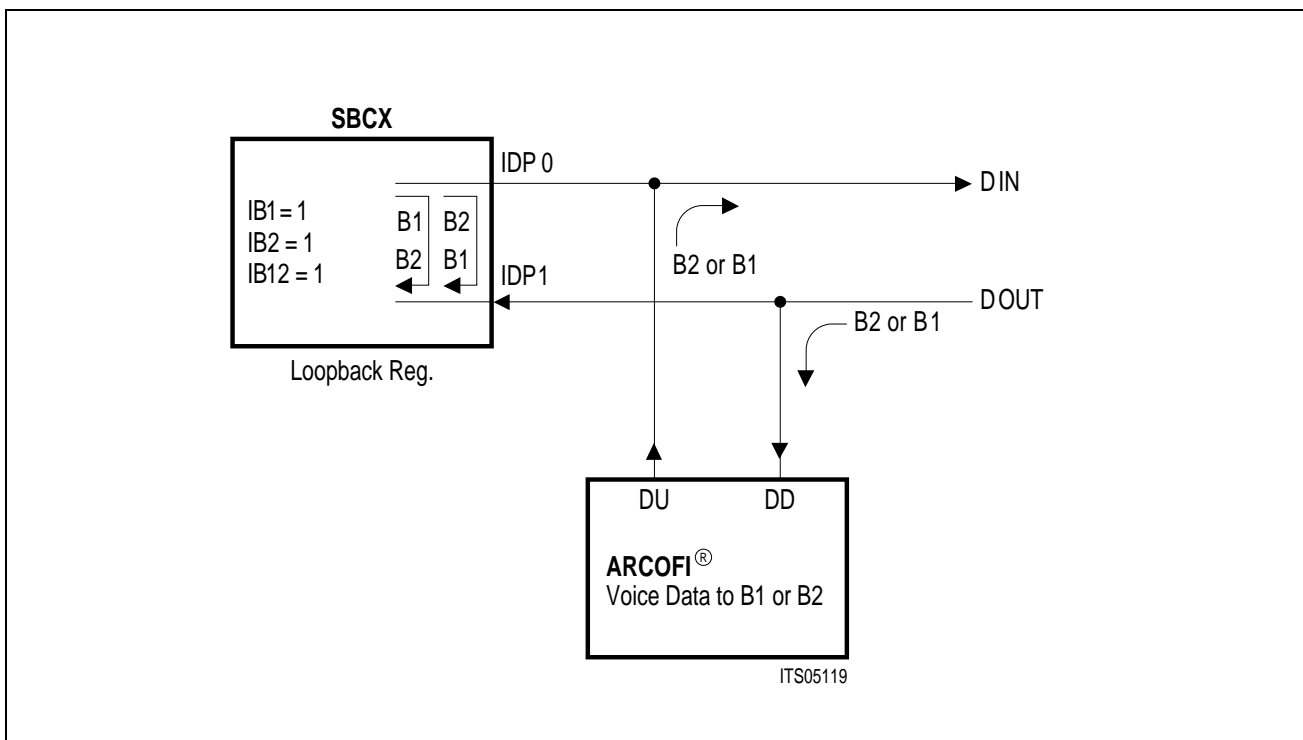 SBCX
IDP 0
DIN
IB1 = 1
IB2 = 1
IB12 = 1
B1
B2
B2
B1
B2 or B1
IDP1
DOUT
B2 or B1
Loopback Reg.
DU
DD
ARCOFI®
Voice Data to B1 or B2
ITS05119